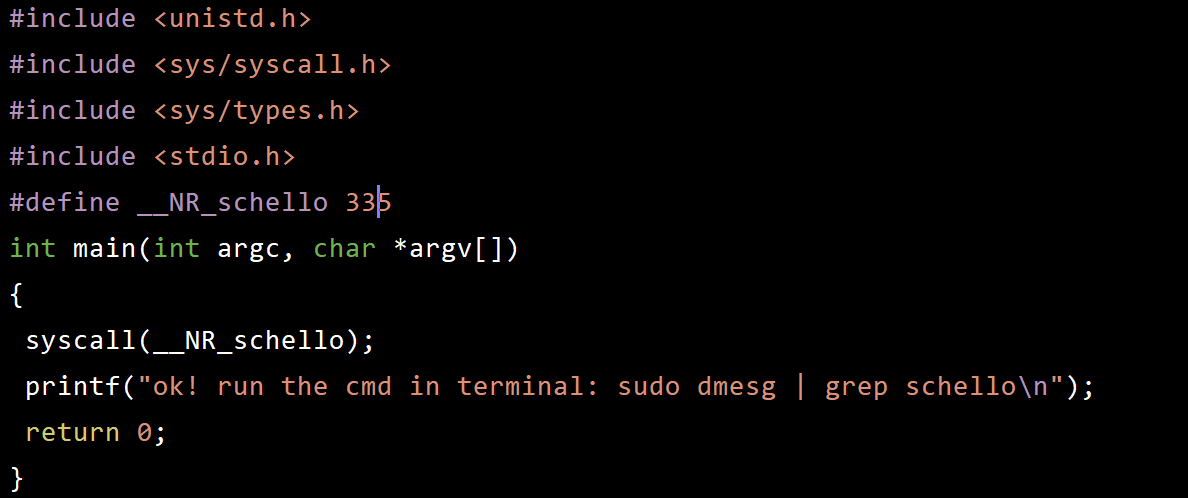 #include <unistd.h>
#include <sys/syscall.h>
#include <sys/types.h>
#include <stdio.h>
#define __NR_schello 335
int main(int argc, char *argv[])
{
 syscall(__NR_schello);
 printf("ok! run the cmd in terminal: sudo dmesg | grep schello\n");
 return 0;
}